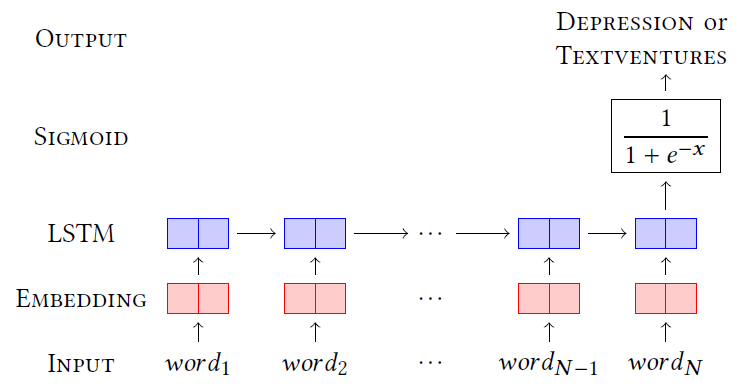 OUTPUT
DEPRESSION or
TEXTVENTURES
SIGMOID
1
1 + e^{-x}
LSTM
···
EMBEDDING
···
INPUT word_1 word_2 ··· word_{N-1} word_N